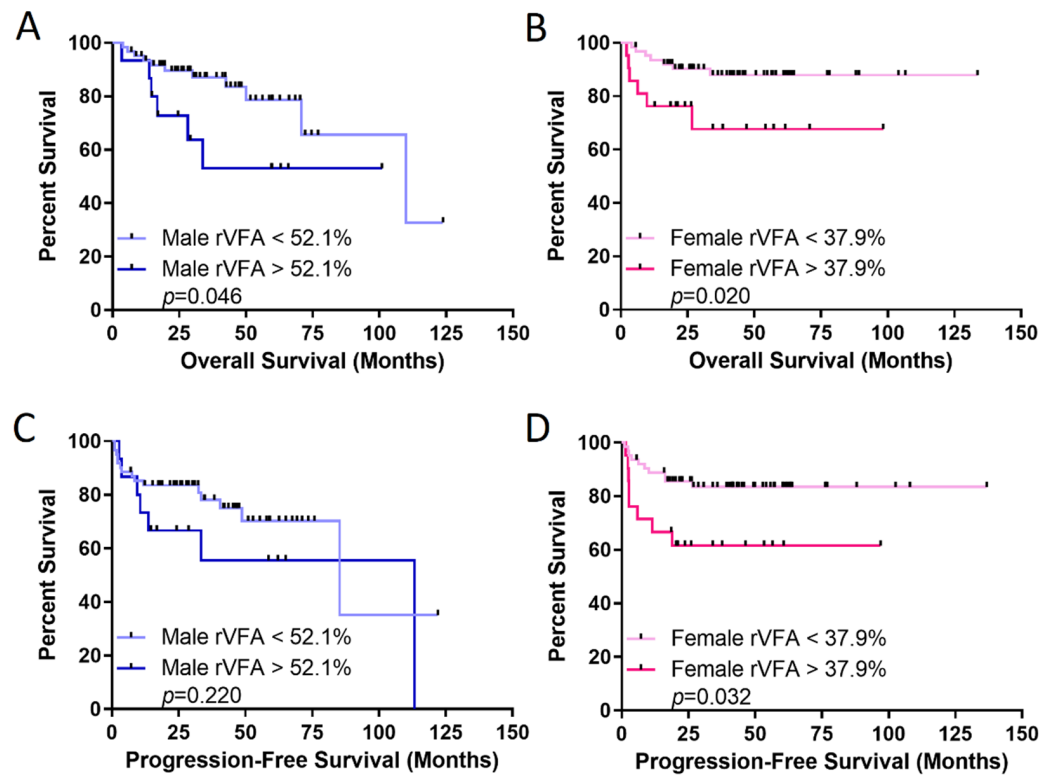 A
100
80
60
40
20
0
Percent Survival
Male rVFA < 52.1%
Male rVFA > 52.1%
p=0.046
0 25 50 75 100 125 150
Overall Survival (Months)
B
100
80
60
40
20
0
Percent Survival
Female rVFA < 37.9%
Female rVFA > 37.9%
p=0.020
0 25 50 75 100 125 150
Overall Survival (Months)
C
100
80
60
40
20
0
Percent Survival
Male rVFA < 52.1%
Male rVFA > 52.1%
p=0.220
0 25 50 75 100 125 150
Progression-Free Survival (Months)
D
100
80
60
40
20
0
Percent Survival
Female rVFA < 37.9%
Female rVFA > 37.9%
p=0.032
0 25 50 75 100 125 150
Progression-Free Survival (Months)